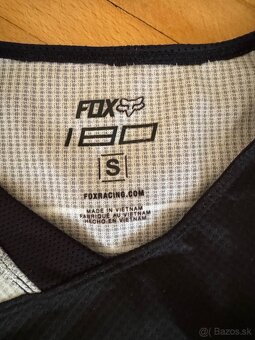 FOX
180
S
FOXRACING.COM
MADE IN VIETNAM
FABRIQUÉ AU VIETNAM
HECHO EN VIETNAM
Bazos.sk